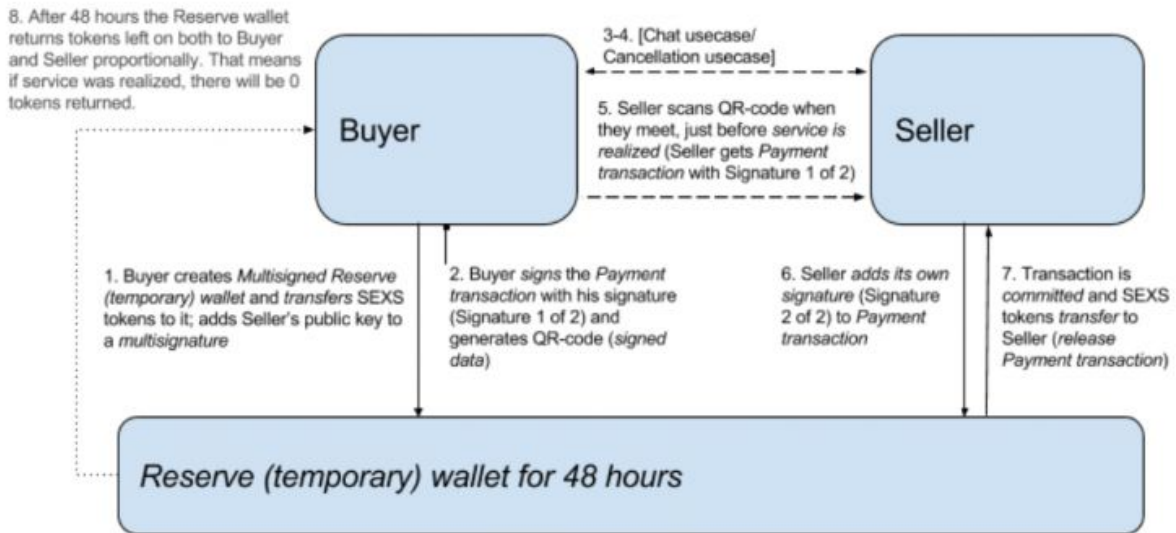 8. After 48 hours the Reserve wallet
returns tokens left on both to Buyer
and Seller proportionally. That means
if service was realized, there will be 0
tokens returned.
3-4. [Chat usecase/
Cancellation usecase]
Buyer
5. Seller scans QR-code when
they meet, just before service is
realized (Seller gets Payment
transaction with Signature 1 of 2)
Seller
1. Buyer creates Multisigned Reserve
(temporary) wallet and transfers SEXS
tokens to it; adds Seller's public key to
a multisignature
2. Buyer signs the Payment
transaction with his signature
(Signature 1 of 2) and
generates QR-code (signed
data)
6. Seller adds its own
signature (Signature
2 of 2) to Payment
transaction
7. Transaction is
committed and SEXS
tokens transfer to
Seller (release
Payment transaction)
Reserve (temporary) wallet for 48 hours